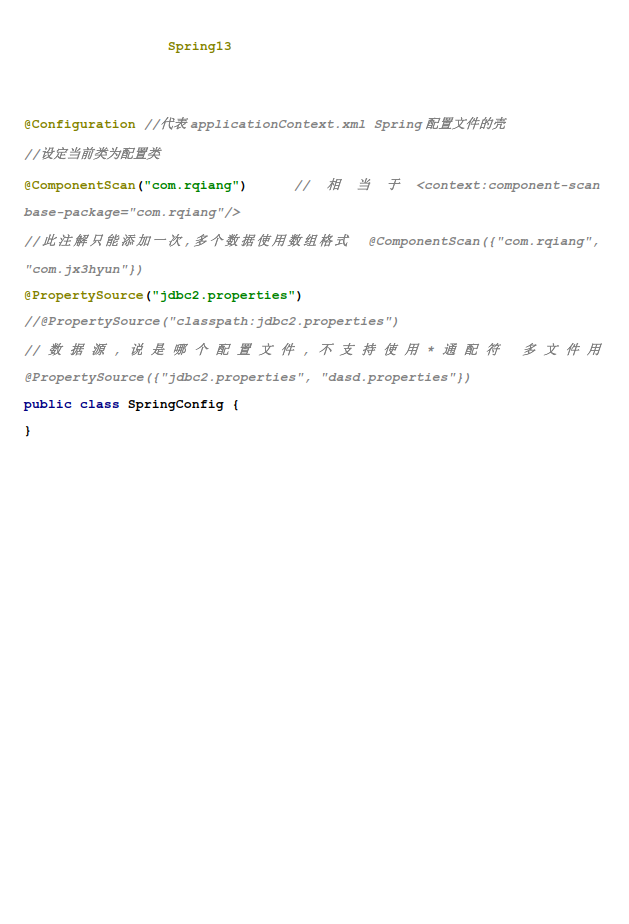 Spring13
@Configuration //代表 applicationContext.xml Spring 配置文件的壳
//设定当前类为配置类
@ComponentScan("com.rqiang") // 相当于 <context:component-scan
base-package="com.rqiang"/>
//此注解只能添加一次,多个数据使用数组格式 @ComponentScan({"com.rqiang",
"com.jx3hyun"})
@PropertySource("jdbc2.properties")
//@PropertySource("classpath:jdbc2.properties")
// 数据源,说是哪个配置文件,不支持使用*通配符 多文件用
@PropertySource({"jdbc2.properties", "dasd.properties"})
public class SpringConfig {
}